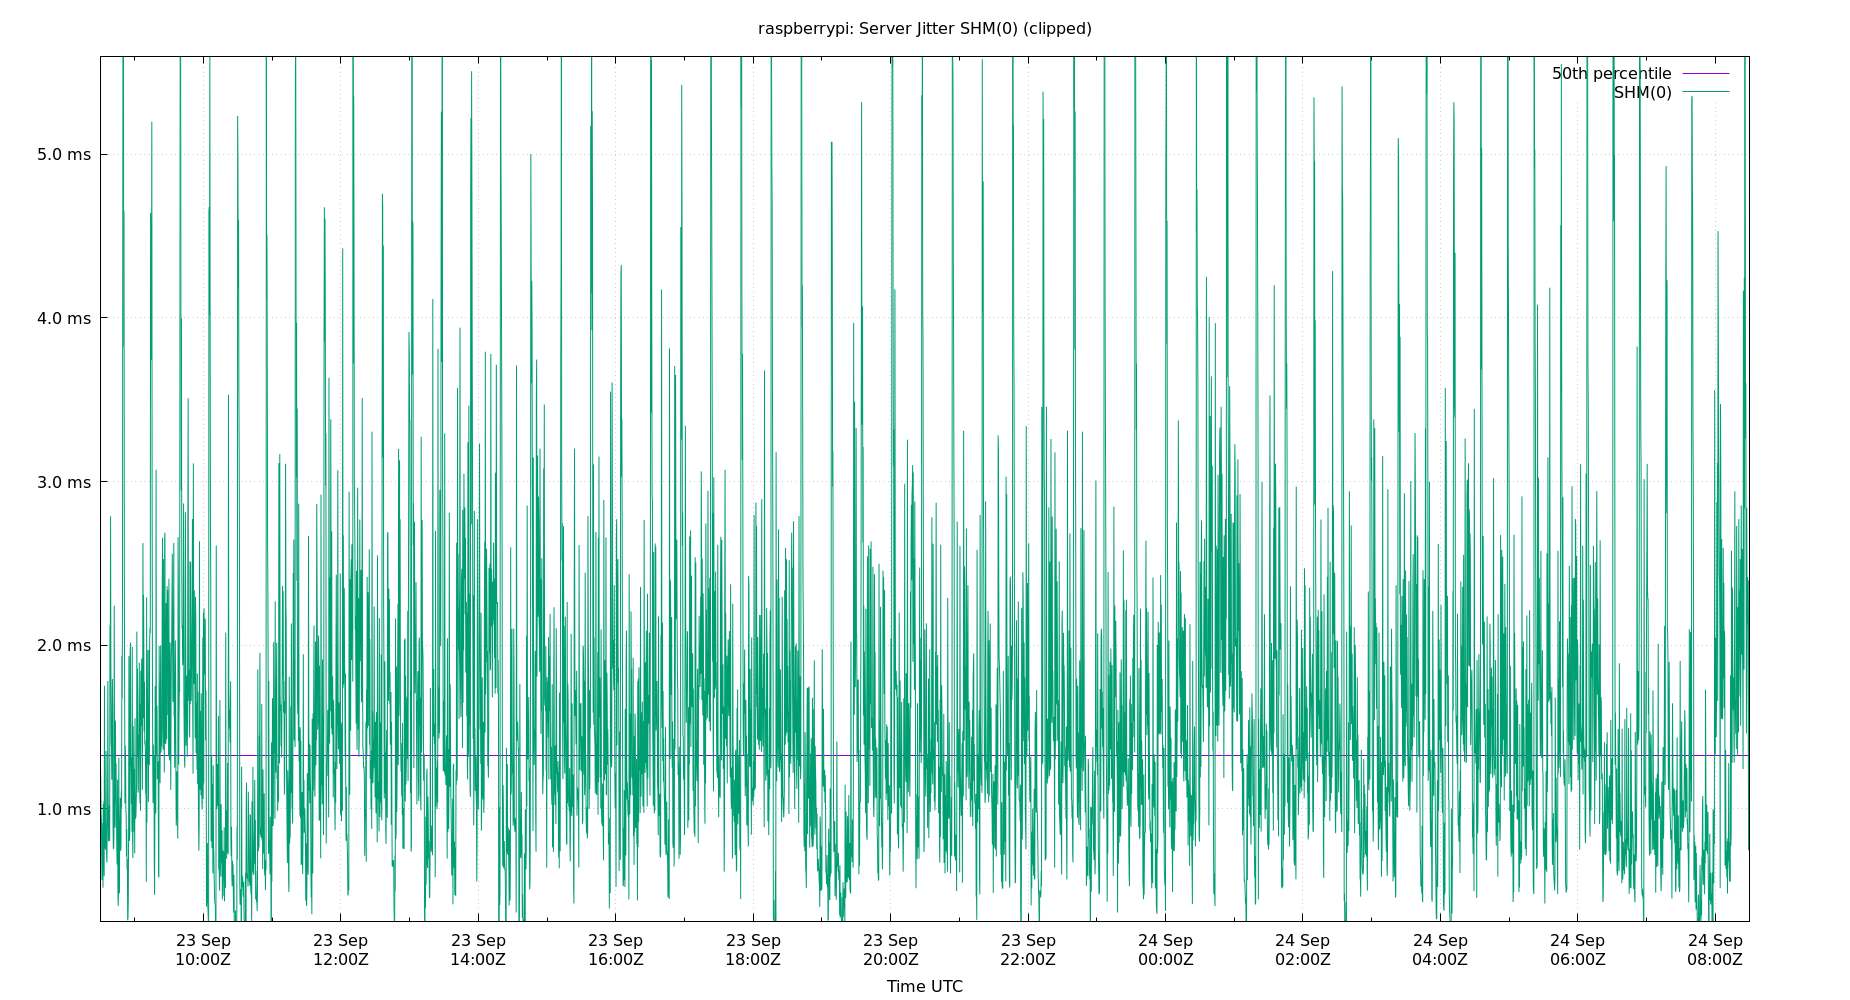 raspberrypi: Server Jitter SHM(0) (clipped)
50th percentile
SHM(0)
5.0 ms
4.0 ms
3.0 ms
2.0 ms
1.0 ms
23 Sep 23 Sep 23 Sep 23 Sep 23 Sep 23 Sep 23 Sep 24 Sep 24 Sep 24 Sep 24 Sep 24 Sep
10:00Z 12:00Z 14:00Z 16:00Z 18:00Z 20:00Z 22:00Z 00:00Z 02:00Z 04:00Z 06:00Z 08:00Z
Time UTC